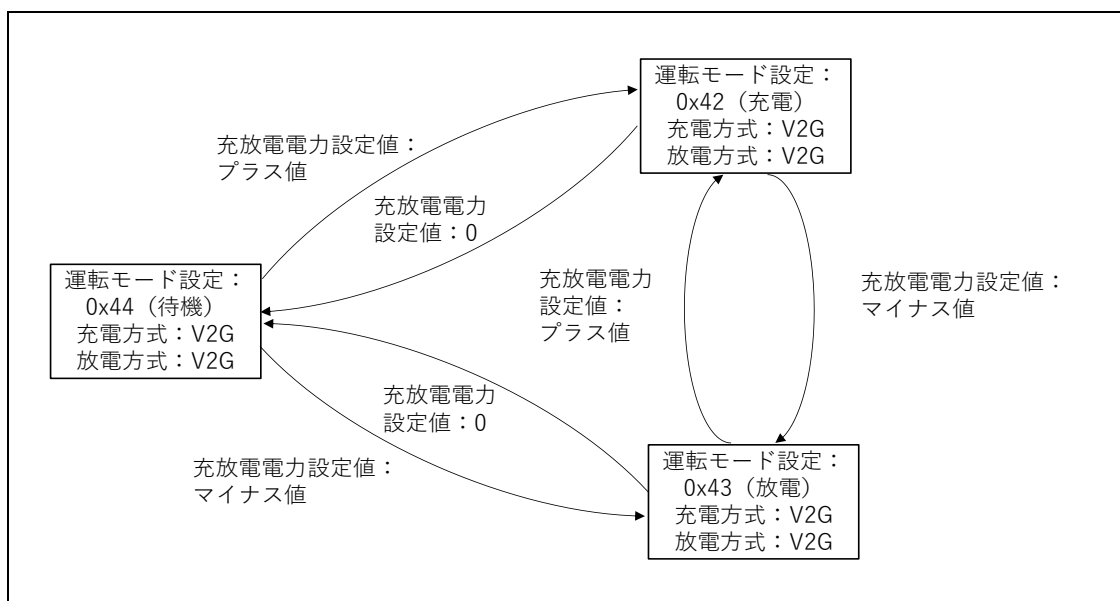 運転モード設定：
0x42（充電）
充電方式：V2G
放電方式：V2G
充放電電力設定値：
プラス値
充放電電力
設定値：0
運転モード設定：
0x44（待機）
充電方式：V2G
放電方式：V2G
充放電電力
設定値：
プラス値
充放電電力設定値：
マイナス値
充放電電力
設定値：0
充放電電力設定値：
マイナス値
運転モード設定：
0x43（放電）
充電方式：V2G
放電方式：V2G